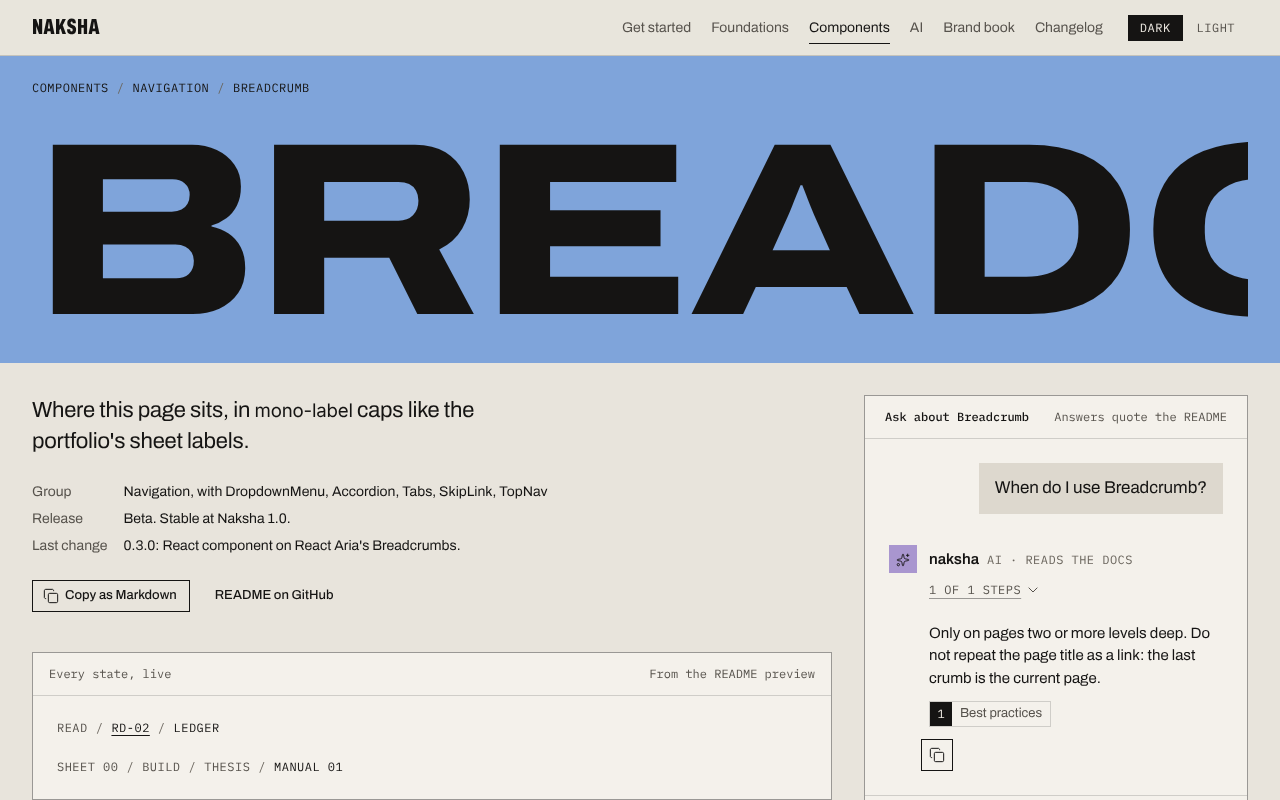 NAKSHA
Get started Foundations Components AI Brand book Changelog DARK LIGHT
COMPONENTS / NAVIGATION / BREADCRUMB
BREADC
Where this page sits, in mono-label caps like the
portfolio's sheet labels.
Group Navigation, with DropdownMenu, Accordion, Tabs, SkipLink, TopNav
Release Beta. Stable at Naksha 1.0.
Last change 0.3.0: React component on React Aria's Breadcrumbs.
Copy as Markdown README on GitHub
Every state, live From the README preview
READ / RD-02 / LEDGER
SHEET 00 / BUILD / THESIS / MANUAL 01
Ask about Breadcrumb Answers quote the README
When do I use Breadcrumb?
naksha AI · READS THE DOCS
1 OF 1 STEPS
Only on pages two or more levels deep. Do
not repeat the page title as a link: the last
crumb is the current page.
1 Best practices